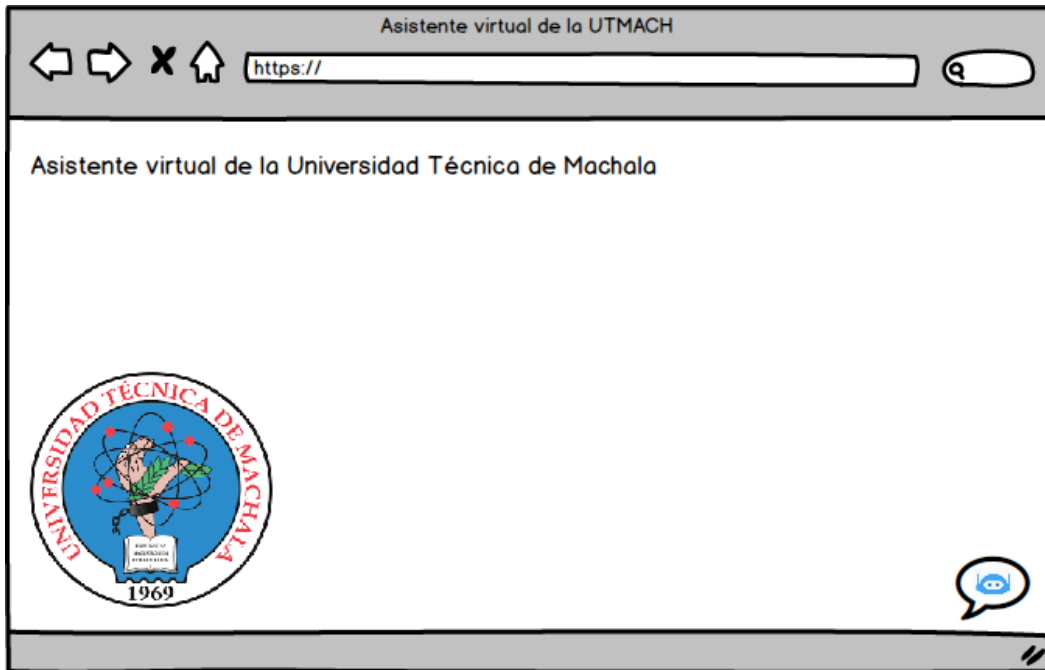 Asistente virtual de la UTMACH
https://
Asistente virtual de la Universidad Técnica de Machala
UNIVERSIDAD TÉCNICA DE MACHALA
1969